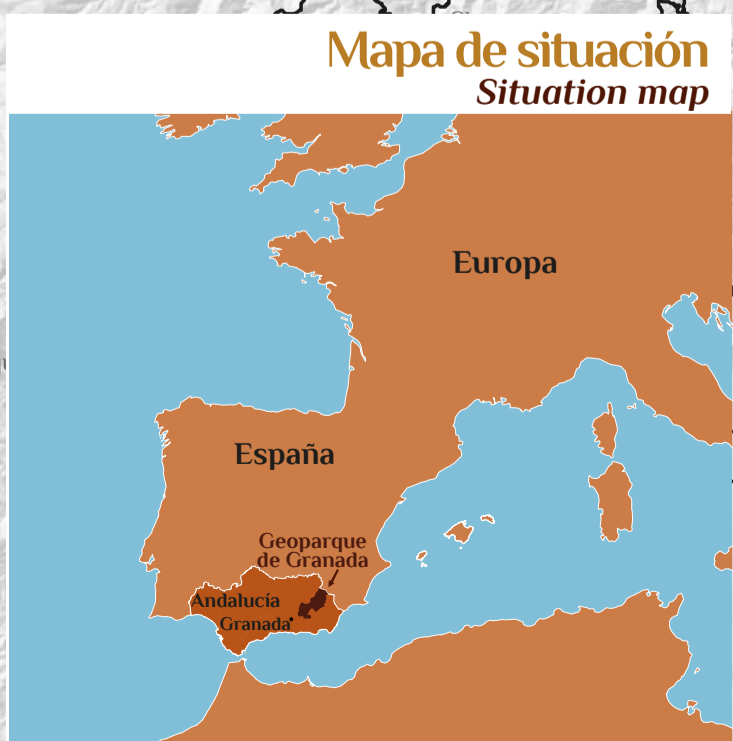 Mapa de situación
Situation map
Europa
España
Geoparque
de Granada
Andalucía
Granada